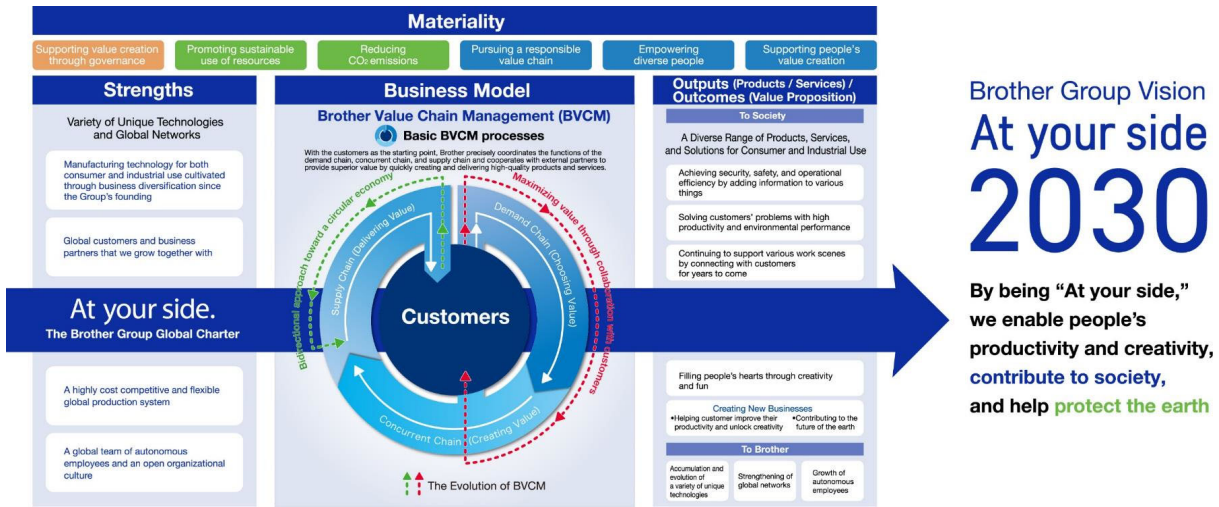 Materiality
Supporting value creation
through governance
Promoting sustainable
use of resources
Reducing
CO₂ emissions
Pursuing a responsible
value chain
Empowering
diverse people
Supporting people's
value creation
Strengths
Variety of Unique Technologies
and Global Networks
Manufacturing technology for both
consumer and industrial use cultivated
through business diversification since
the Group's founding
Global customers and business
partners that we grow together with
At your side.
The Brother Group Global Charter
A highly cost competitive and flexible
global production system
A global team of autonomous
employees and an open organizational
culture
Business Model
Brother Value Chain Management (BVCM)
Basic BVCM processes
With the customers as the starting point, Brother precisely coordinates the functions of the
demand chain, concurrent chain, and supply chain and cooperates with external partners to
provide superior value by quickly creating and delivering high-quality products and services.
Bidirectional approach toward a circular economy
Maximizing value through collaboration with customers
Supply Chain (Delivering Value)
Demand Chain (Choosing Value)
Customers
Concurrent Chain (Creating Value)
The Evolution of BVCM
Outputs (Products / Services) /
Outcomes (Value Proposition)
To Society
A Diverse Range of Products, Services,
and Solutions for Consumer and Industrial Use
Achieving security, safety, and operational
efficiency by adding information to various
things
Solving customers' problems with high
productivity and environmental performance
Continuing to support various work scenes
by connecting with customers
for years to come
Filling people's hearts through creativity
and fun
Creating New Businesses
•Helping customer improve their
productivity and unlock creativity
•Contributing to the
future of the earth
To Brother
Accumulation and
evolution of
a variety of unique
technologies
Strengthening of
global networks
Growth of
autonomous
employees
Brother Group Vision
At your side
2030
By being “At your side,”
we enable people's
productivity and creativity,
contribute to society,
and help protect the earth